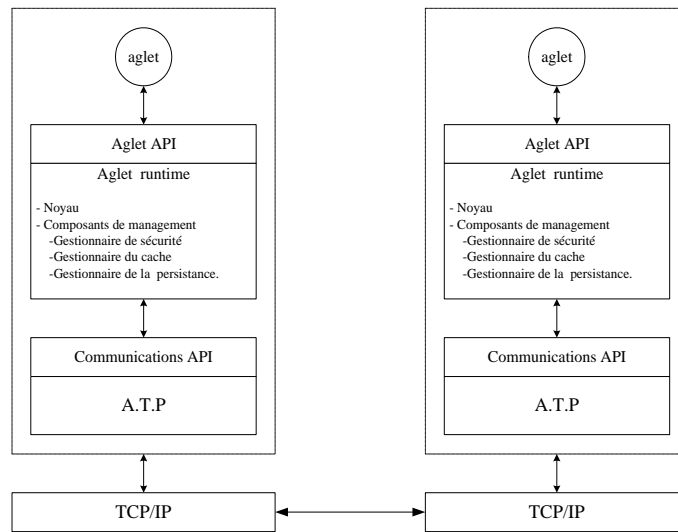 aglet
Aglet API
Aglet runtime
- Noyau
- Composants de management
-Gestionnaire de sécurité
-Gestionnaire du cache
-Gestionnaire de la persistance.
Communications API
A.T.P
TCP/IP
aglet
Aglet API
Aglet runtime
- Noyau
- Composants de management
-Gestionnaire de sécurité
-Gestionnaire du cache
-Gestionnaire de la persistance.
Communications API
A.T.P
TCP/IP